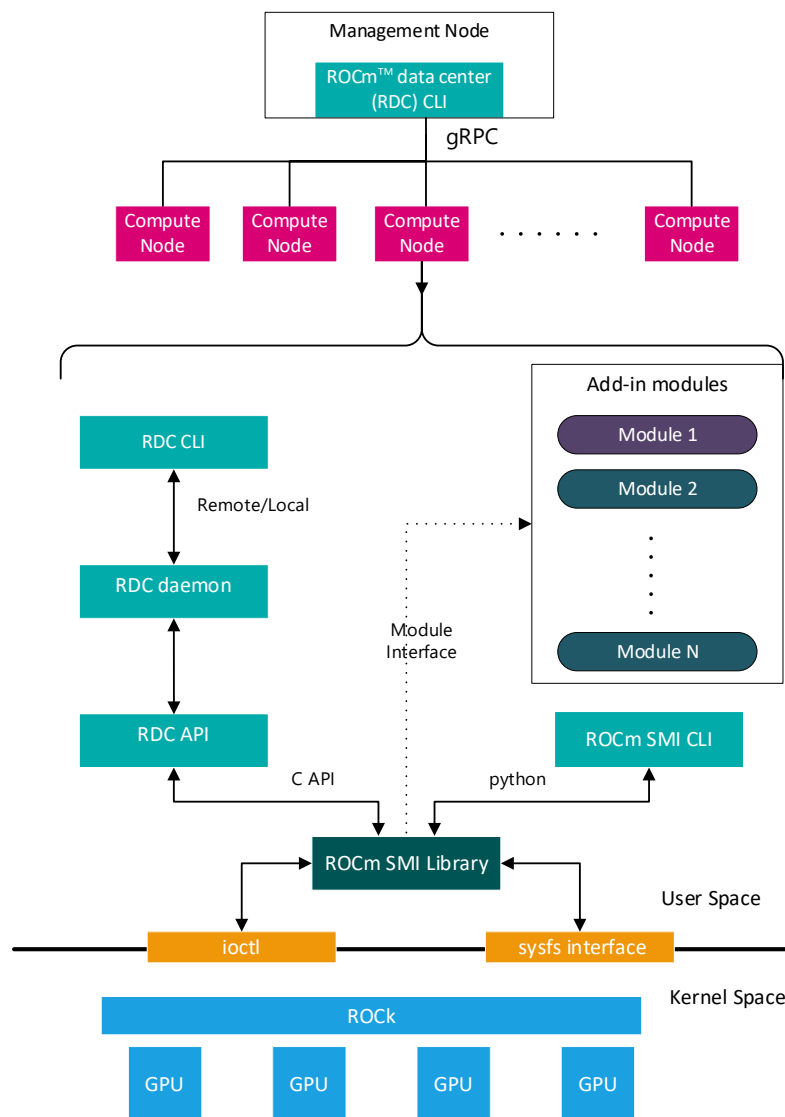 Management Node
ROCm™ data center
(RDC) CLI
gRPC
Compute
Node
Compute
Node
Compute
Node
. . . . . .
Compute
Node
Add-in modules
Module 1
Module 2
Module N
RDC CLI
Remote/Local
RDC daemon
Module
Interface
RDC API
ROCm SMI CLI
C API
python
ROCm SMI Library
User Space
ioctl
sysfs interface
Kernel Space
ROCk
GPU
GPU
GPU
GPU